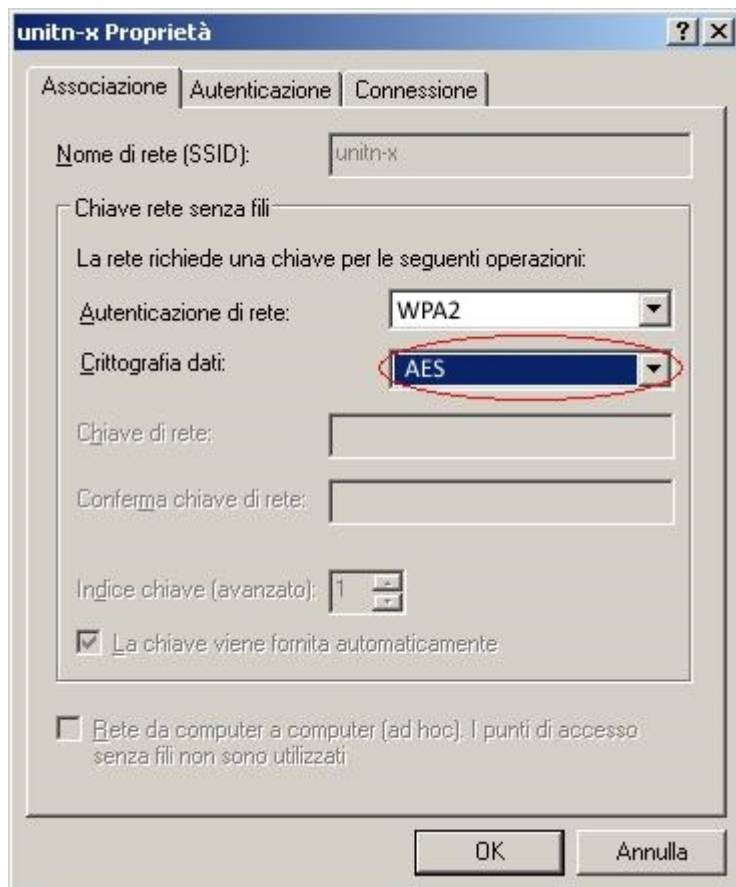 unitn-x Proprietà
Associazione Autenticazione Connessione
Nome di rete (SSID): unitn-x
Chiave rete senza fili
La rete richiede una chiave per le seguenti operazioni:
Autenticazione di rete: WPA2
Crittografia dati: AES
Chiave di rete:
Conferma chiave di rete:
Indice chiave (avanzato): 1
La chiave viene fornita automaticamente
Rete da computer a computer (ad hoc). I punti di accesso
senza fili non sono utilizzati
OK Annulla